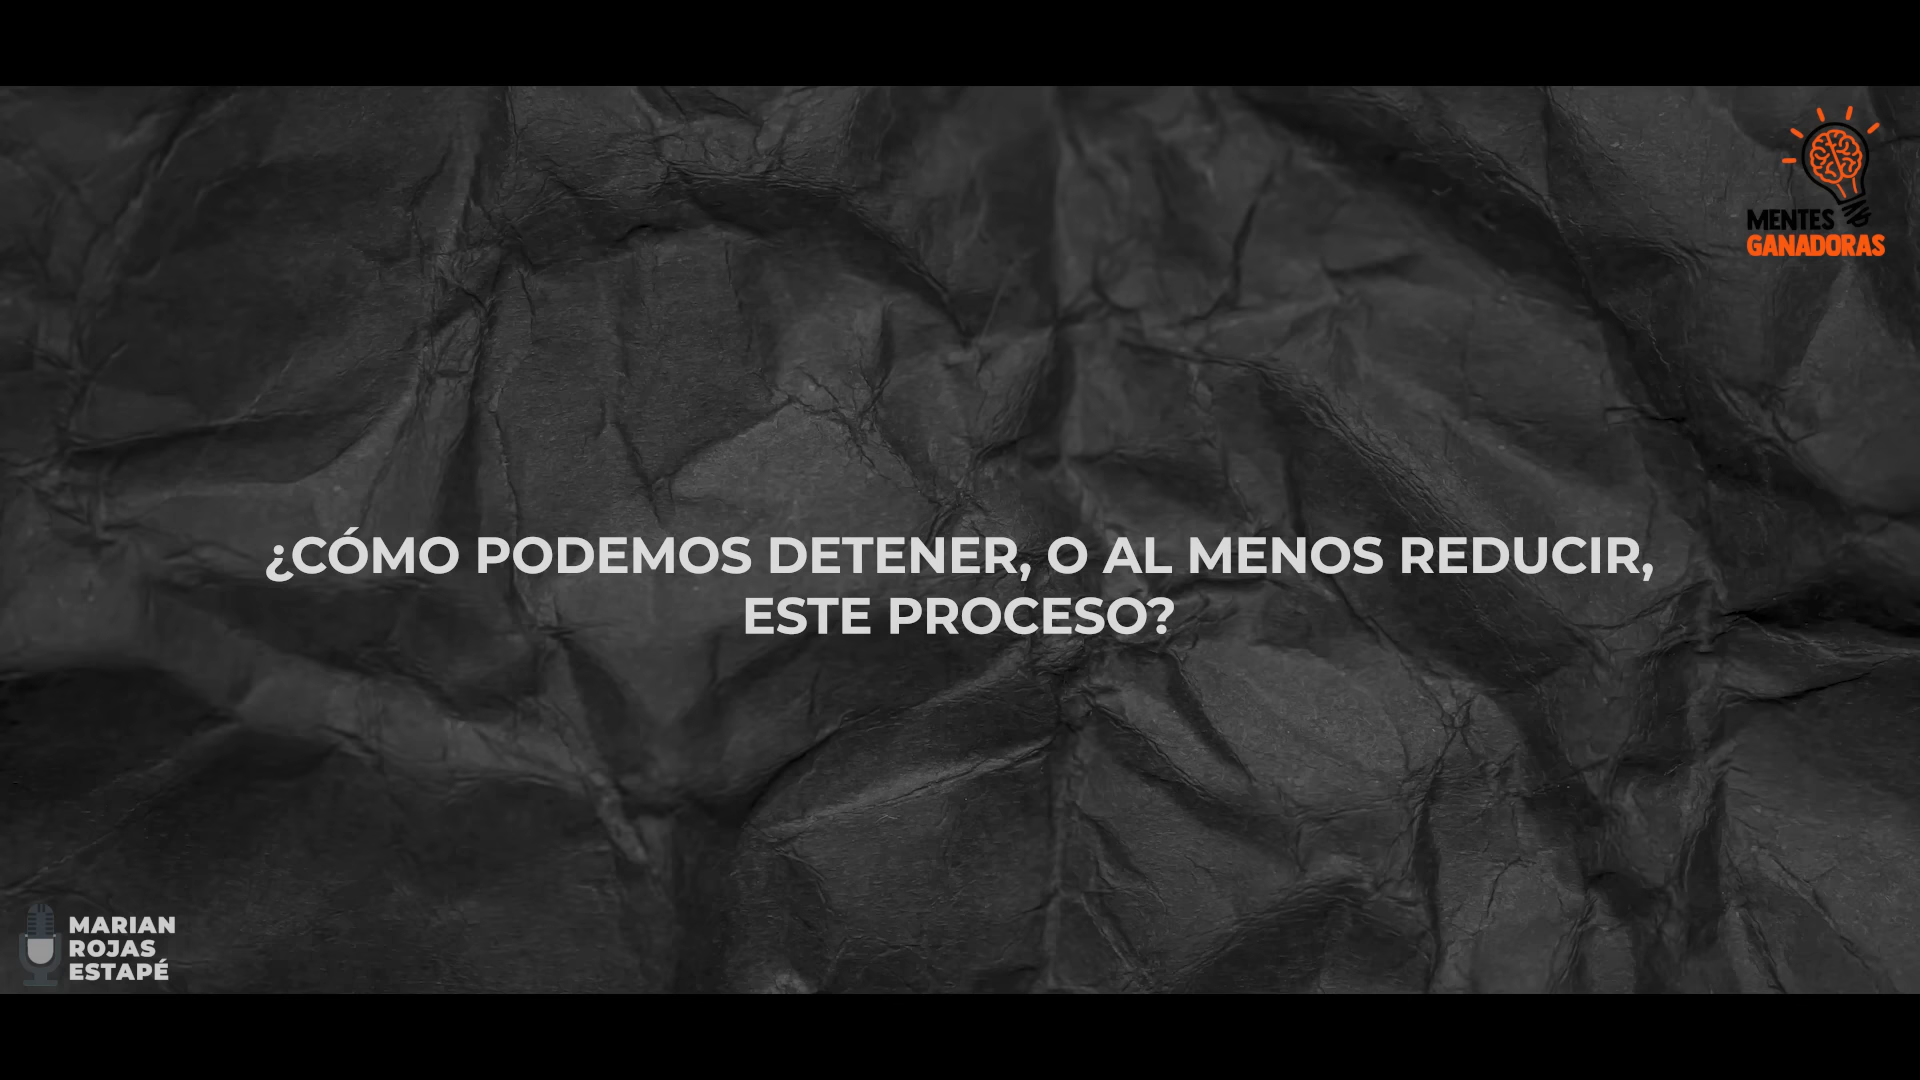 MENTES
GANADORAS
¿CÓMO PODEMOS DETENER, O AL MENOS REDUCIR,
ESTE PROCESO?
MARIAN
ROJAS
ESTAPÉ